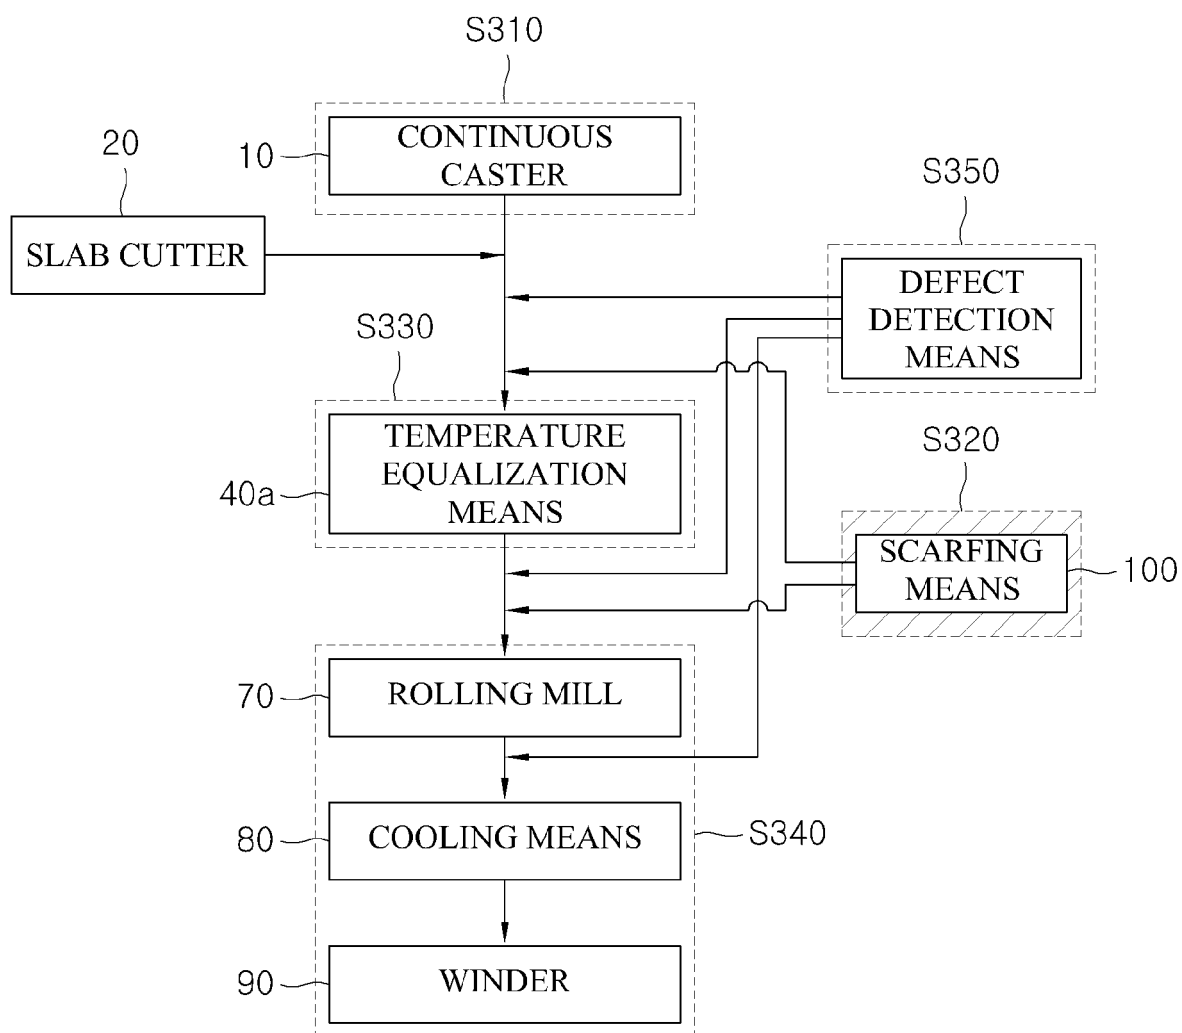 S310
CONTINUOUS
CASTER
10
20
SLAB CUTTER
S350
DEFECT
DETECTION
MEANS
S330
TEMPERATURE
EQUALIZATION
MEANS
40a
S320
SCARFING
MEANS
100
70
ROLLING MILL
80
COOLING MEANS
S340
90
WINDER